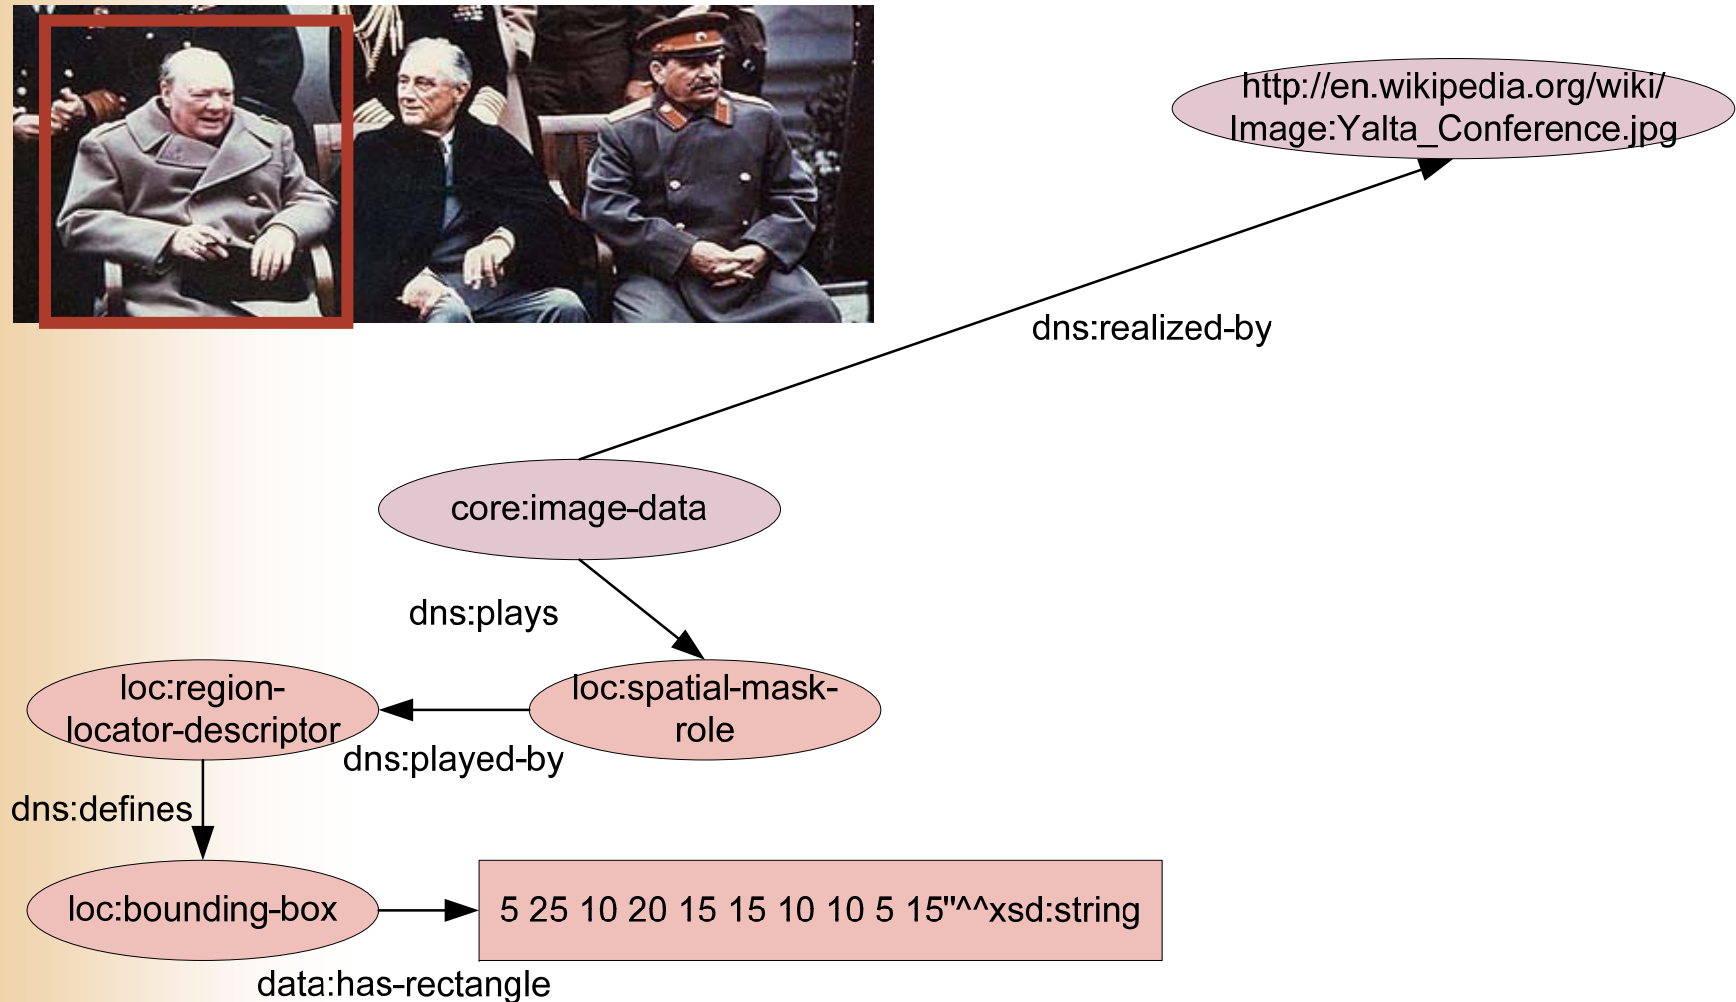 http://en.wikipedia.org/wiki/
Image:Yalta_Conference.jpg
dns:realized-by
core:image-data
dns:plays
loc:region-
locator-descriptor
loc:spatial-mask-
role
dns:played-by
dns:defines
loc:bounding-box
5 25 10 20 15 15 10 10 5 15"^^xsd:string
data:has-rectangle